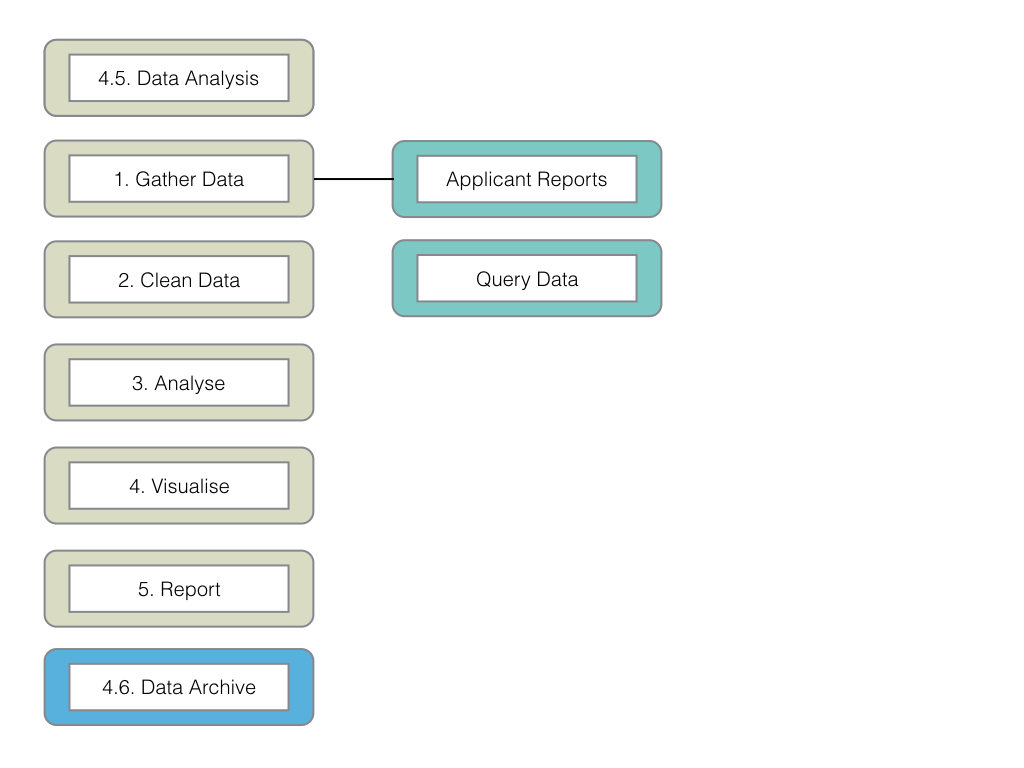 4.5. Data Analysis
1. Gather Data
Applicant Reports
2. Clean Data
Query Data
3. Analyse
4. Visualise
5. Report
4.6. Data Archive